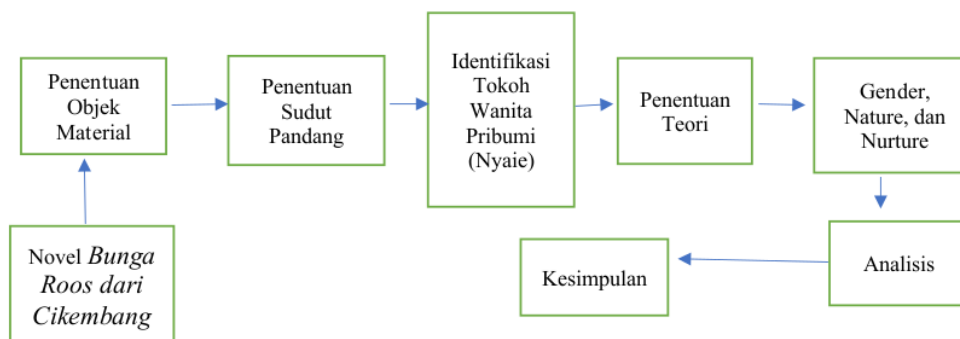 Penentuan
Objek
Material
Penentuan
Sudut
Pandang
Identifikasi
Tokoh
Wanita
Pribumi
(Nyaie)
Penentuan
Teori
Gender,
Nature, dan
Nurture
Novel Bunga
Roos dari
Cikembang
Kesimpulan
Analisis